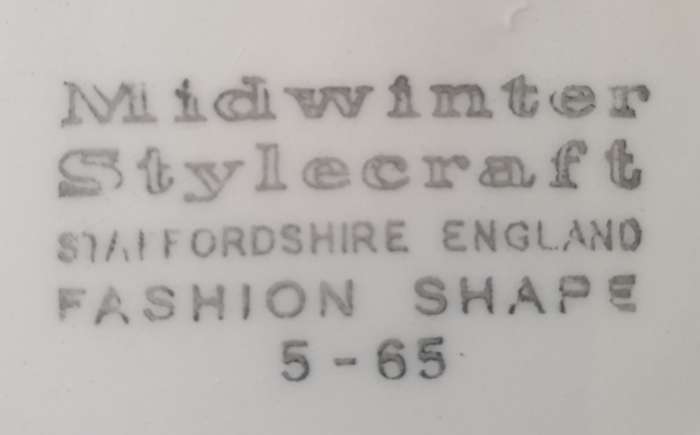 Midwinter
Stylecraft
STAFFORDSHIRE ENGLAND
FASHION SHAPE
5-65